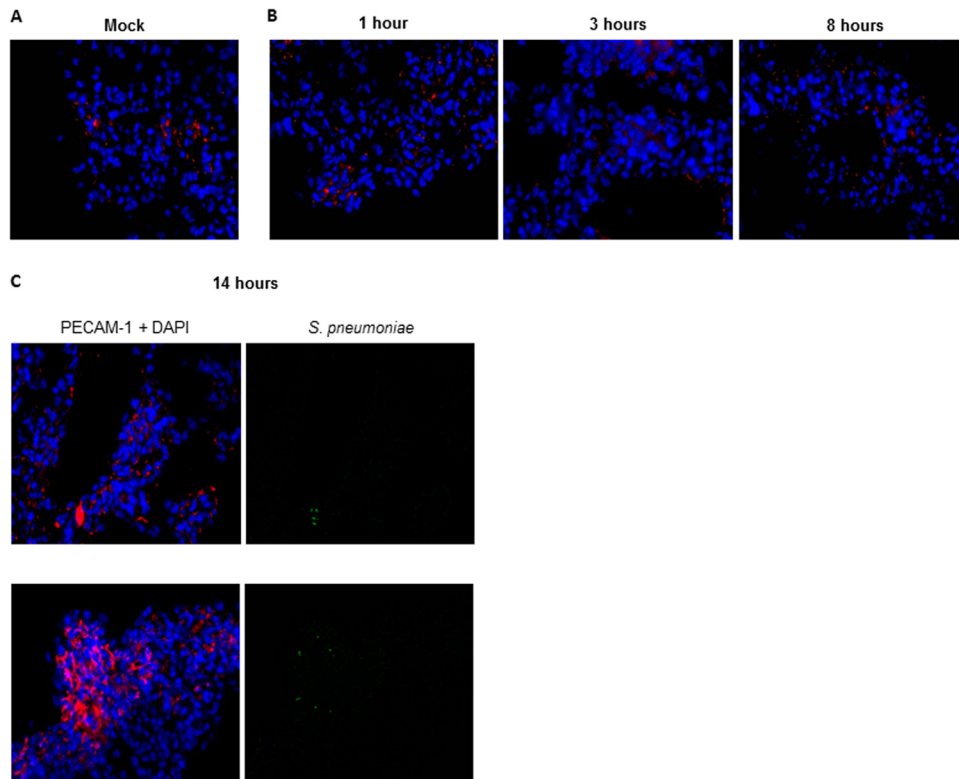 A
Mock
B
1 hour
3 hours
8 hours
C
14 hours
PECAM-1 + DAPI
S. pneumoniae